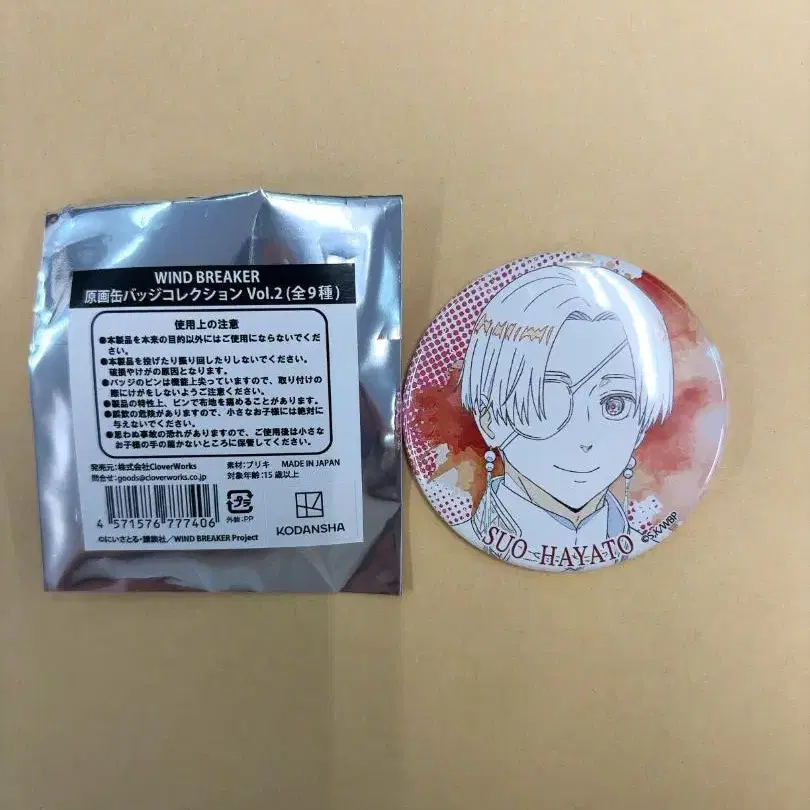 WIND BREAKER
原画缶バッジコレクション Vol.2 (全9種)
使用上の注意
●本製品を本来の目的以外にはご使用にならないでくだ
さい。
●本製品を投げたり振り回したりしないでください。
破損やけがの原因となります。
●バッジのピンは機能上尖っていますので、取り付けの
際にけがをしないようご注意ください。
●製品の特性上、ピンで布地を痛めることがあります。
●誤飲の危険がありますので、小さなお子様には絶対に
与えないでください。
●思わぬ事故の恐れがありますので、ご使用後は小さな
お子様の手の届かないところに保管してください。
発売元:株式会社CloverWorks
問合せ:goods@cloverworks.co.jp
素材:ブリキ MADE IN JAPAN
対象年齢:15歳以上
4 571576 777406
プラ
外装:PP
KODANSHA
©にいさとる・講談社/WIND BREAKER Project
SUO HAYATO
©S,K/WBP